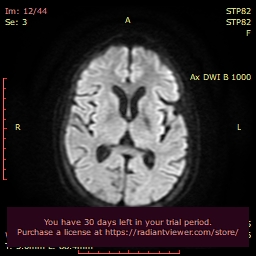 Im: 12/44
Se: 3
A
STP82
STP82
F
Ax DWI B 1000
R
L
You have 30 days left in your trial period.
Purchase a license at https://radiantviewer.com/store/